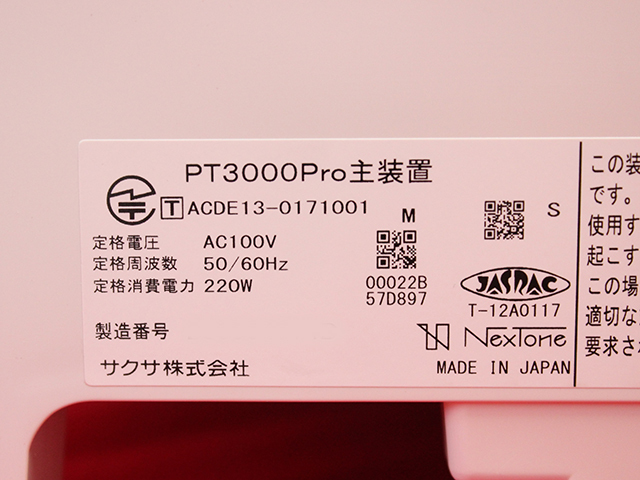 PT3000Pro主装置
T ACDE13-0171001
M
S
定格電圧 AC100V
定格周波数 50/60Hz
定格消費電力 220W
00022B
57D897
JASRAC
T-12A0117
製造番号
NexTone
サクサ株式会社
MADE IN JAPAN
この装
です。
使用す
起こす
この場
適切な
要求さ